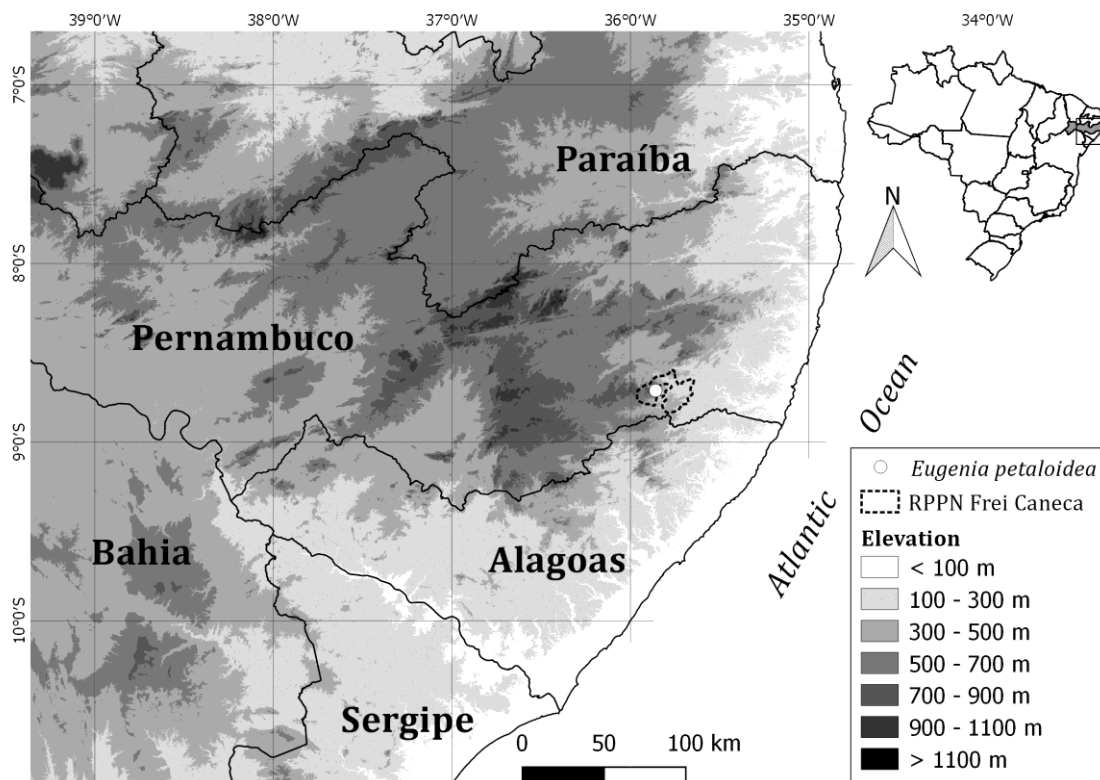 39°0'W 38°0'W 37°0'W 36°0'W 35°0'W 34°0'W
7°0'S
8°0'S
9°0'S
10°0'S
Paraíba
Pernambuco
Bahia
Alagoas
Sergipe
N
Atlantic Ocean
0 50 100 km
Eugenia petaloidea
RPPN Frei Caneca
Elevation
< 100 m
100 - 300 m
300 - 500 m
500 - 700 m
700 - 900 m
900 - 1100 m
> 1100 m